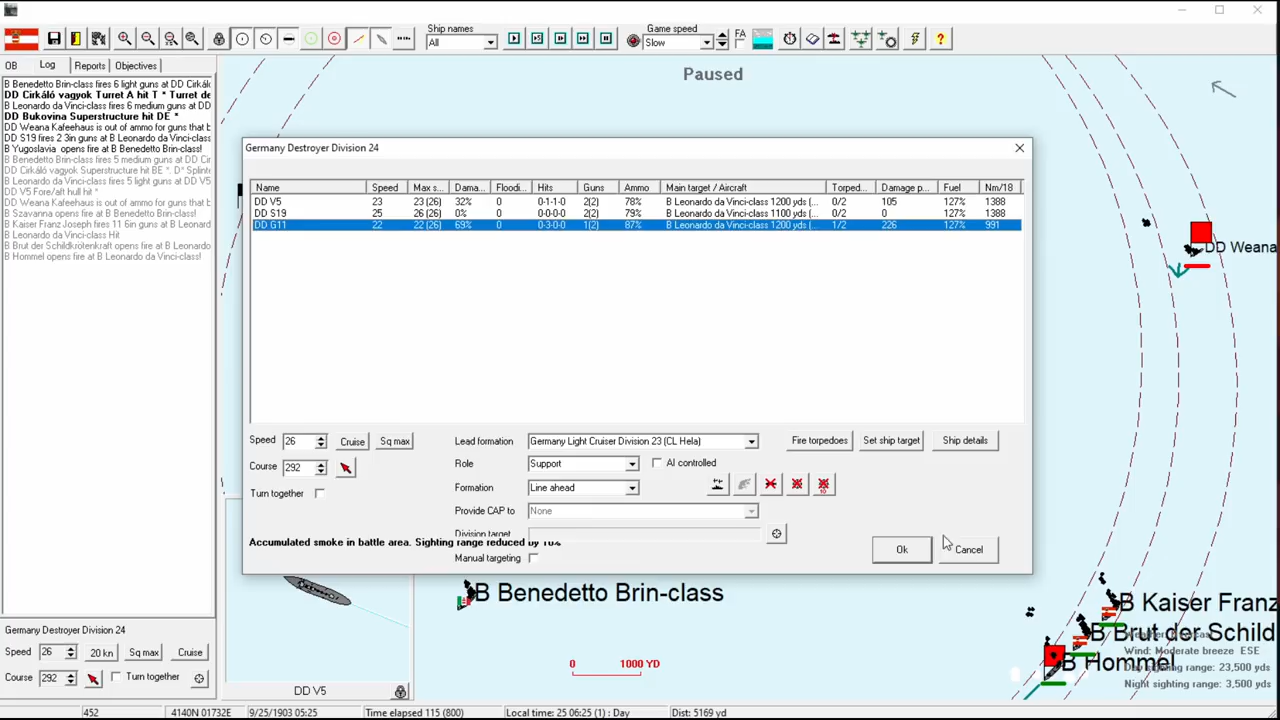 Ship names
All
Game speed
Slow
FA
?
OB
Log
Reports
Objectives
Paused
B Benedetto Brin-class fires 6 light guns at DD Cirkál
DD Cirkáló vagyok Turret A hit T * Turret de
B Leonardo da Vinci-class fires 6 medium guns at DD
DD Bukovina Superstructure hit DE *
DD Weana Kafeehaus is out of ammo for guns that b
DD S19 fires 2 3in guns at B Leonardo da Vinci-class
B Yugoslavia opens fire at B Benedetto Brin-class!
B Benedetto Brin-class fires 5 medium guns at DD Cir
DD Cirkáló vagyok Superstructure hit BE *. D* Splinte
B Leonardo da Vinci-class fires 5 light guns at DD V5
DD V5 Fore/aft hull hit *
DD Weana Kafeehaus is out of ammo for guns that b
B Szavanna opens fire at B Benedetto Brin-class!
B Kaiser Franz Joseph fires 11 6in guns at B Leonard
B Leonardo da Vinci-class Hit
B Brut der Schildkrötenkraft opens fire at B Leonardo
B Hommel opens fire at B Leonardo da Vinci-class!
Germany Destroyer Division 24
Name Speed Max s... Dama... Floodi... Hits Guns Ammo Main target / Aircraft Torped... Damage p... Fuel Nm/18
DD V5 23 23 (26) 32% 0 0-1-1-0 2(2) 78% B Leonardo da Vinci-class 1200 yds (... 0/2 105 127% 1388
DD S19 25 26 (26) 0% 0 0-0-0-0 2(2) 79% B Leonardo da Vinci-class 1100 yds (... 0/2 0 127% 1388
DD G11 22 22 (26) 69% 0 0-3-0-0 1(2) 87% B Leonardo da Vinci-class 1200 yds (... 1/2 226 127% 991
Speed 26 Cruise Sq max
Course 292
Turn together
Lead formation Germany Light Cruiser Division 23 (CL Hela)
Role Support AI controlled
Formation Line ahead
Provide CAP to None
Division target
Manual targeting
Fire torpedoes Set ship target Ship details
10
Accumulated smoke in battle area. Sighting range reduced by 10%
Ok Cancel
DD Weana
B Benedetto Brin-class
B Kaiser Franz
B Brut der Schild
B Hommel
Wind: Moderate breeze ESE
Day sighting range: 23,500 yds
Night sighting range: 3,500 yds
0 1000 YD
Germany Destroyer Division 24
Speed 26 20 kn Sq max Cruise
Course 292 Turn together
DD V5
452 4140N 01732E 9/25/1903 05:25 Time elapsed 115 (800) Local time: 25 06:25 (1) : Day Dist: 5169 yd